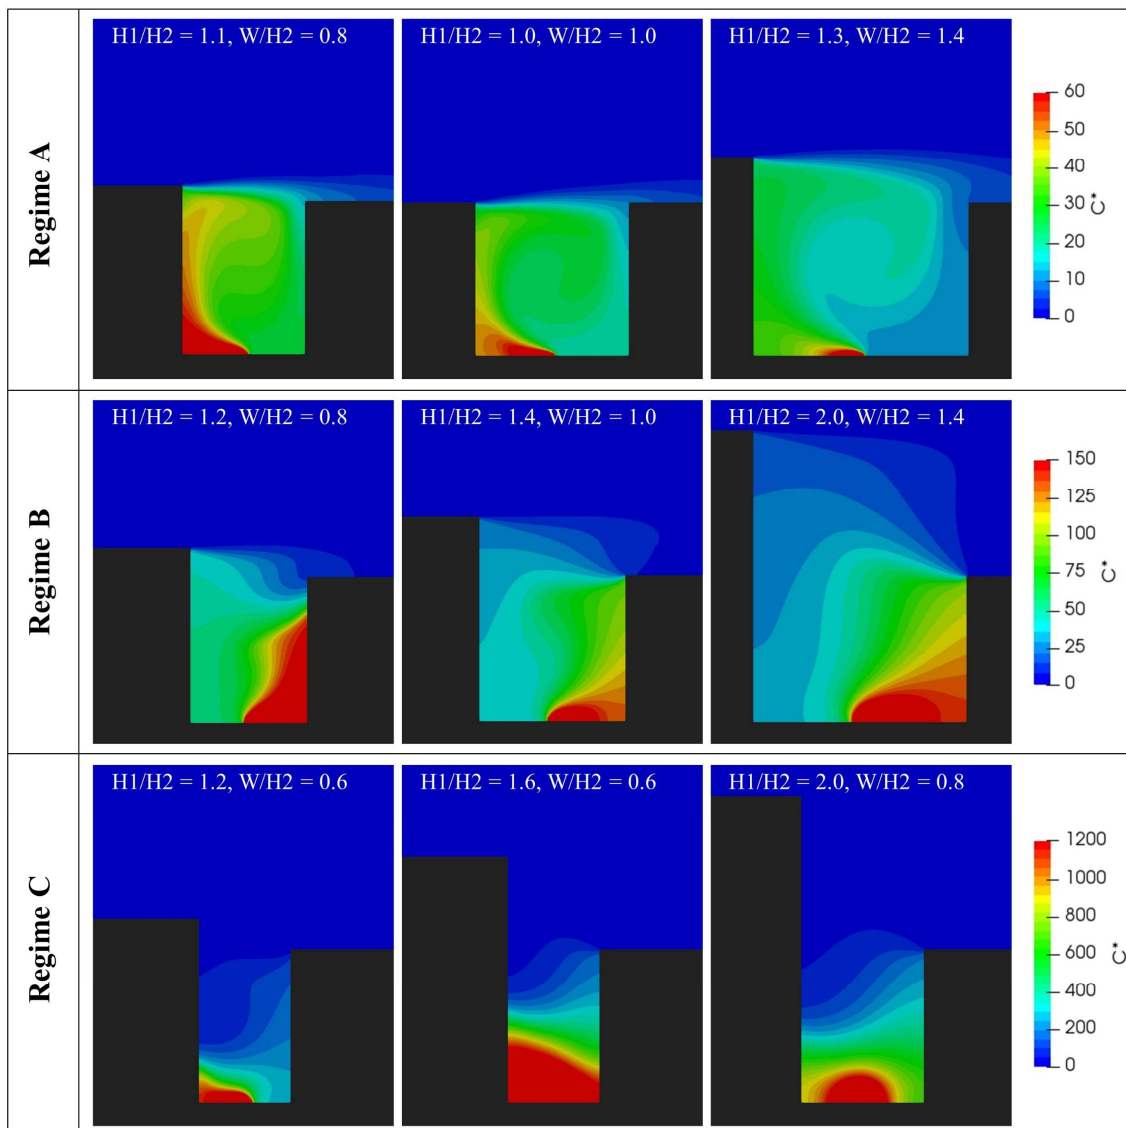 Regime A
H1/H2 = 1.1, W/H2 = 0.8
H1/H2 = 1.0, W/H2 = 1.0
H1/H2 = 1.3, W/H2 = 1.4
60
50
40
30
20
10
0
C*
Regime B
H1/H2 = 1.2, W/H2 = 0.8
H1/H2 = 1.4, W/H2 = 1.0
H1/H2 = 2.0, W/H2 = 1.4
150
125
100
75
50
25
0
C*
Regime C
H1/H2 = 1.2, W/H2 = 0.6
H1/H2 = 1.6, W/H2 = 0.6
H1/H2 = 2.0, W/H2 = 0.8
1200
1000
800
600
400
200
0
C*